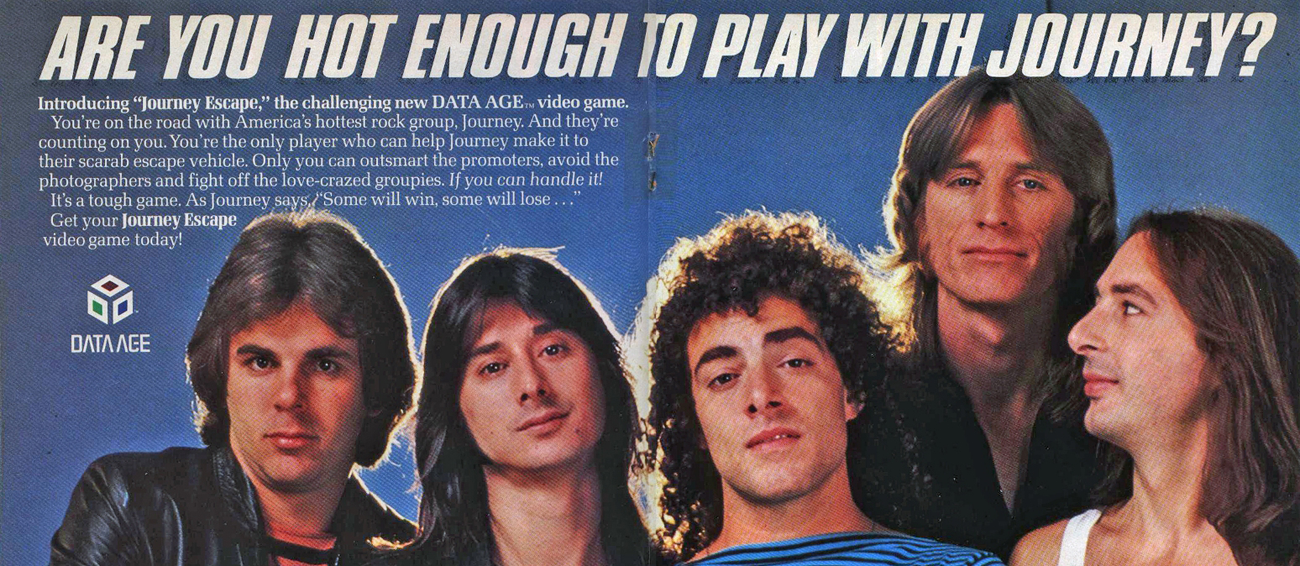 ARE YOU HOT ENOUGH TO PLAY WITH JOURNEY?
Introducing “Journey Escape,” the challenging new DATA AGE™ video game.
You’re on the road with America’s hottest rock group, Journey. And they’re
counting on you. You’re the only player who can help Journey make it to
their scarab escape vehicle. Only you can outsmart the promoters, avoid the
photographers and fight off the love-crazed groupies. If you can handle it!
It’s a tough game. As Journey says, “Some will win, some will lose . . .”
Get your Journey Escape
video game today!
DATA AGE